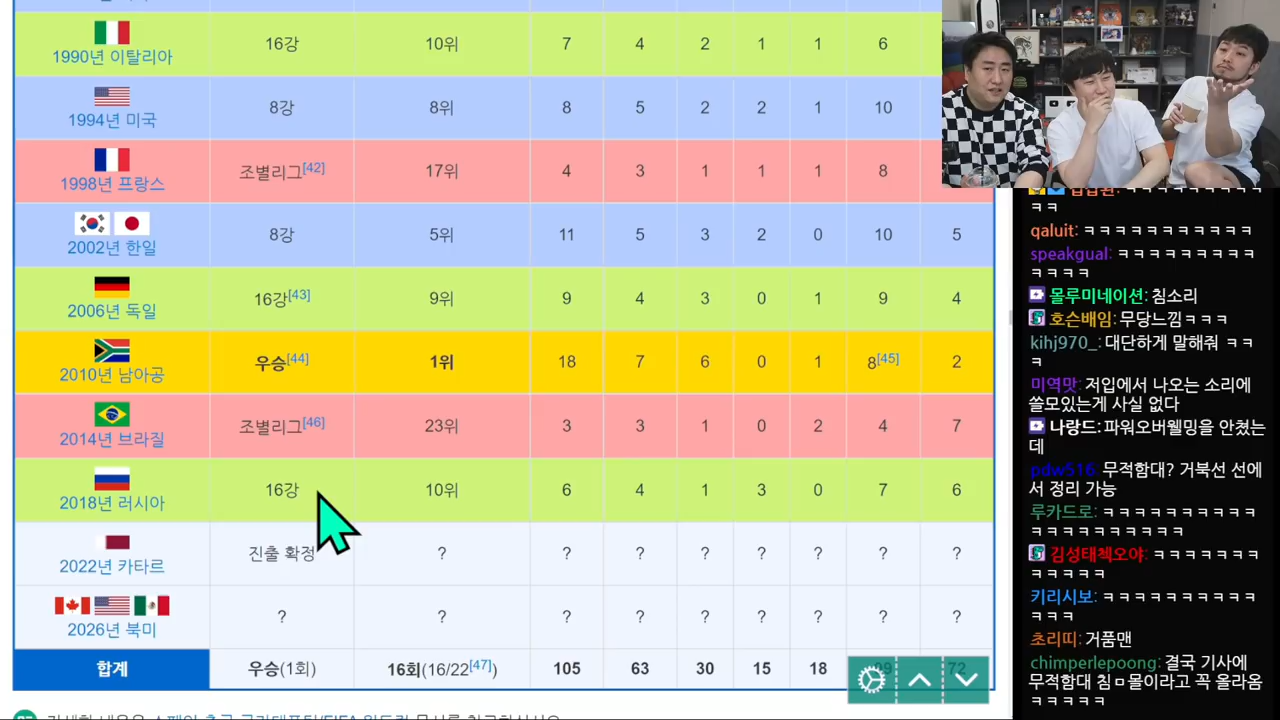 1990년 이탈리아 16강 10위 7 4 2 1 1 6
1994년 미국 8강 8위 8 5 2 2 1 10
1998년 프랑스 조별리그[42] 17위 4 3 1 1 1 8
2002년 한일 8강 5위 11 5 3 2 0 10 5
2006년 독일 16강[43] 9위 9 4 3 0 1 9 4
2010년 남아공 우승[44] 1위 18 7 6 0 1 8[45] 2
2014년 브라질 조별리그[46] 23위 3 3 1 0 2 4 7
2018년 러시아 16강 10위 6 4 1 3 0 7 6
2022년 카타르 진출 확정 ? ? ? ? ? ? ? ?
2026년 북미 ? ? ? ? ? ? ? ? ?
합계 우승(1회) 16회(16/22[47]) 105 63 30 15 18
ㅋㅋ
qaluit: ㅋㅋㅋㅋㅋㅋㅋㅋㅋㅋㅋ
speakgual: ㅋㅋㅋㅋㅋㅋㅋㅋㅋ
ㅋㅋㅋㅋ
몰루미네이션: 침소리
호슨배임: 무당느낌ㅋㅋㅋ
kihj970_: 대단하게 말해줘 ㅋㅋ
ㅋ
미역맛: 저입에서 나오는 소리에
쓸모있는게 사실 없다
나랑드: 파워오버웰밍을 안쳤는
데
pdw516: 무적함대? 거북선 선에
서 정리 가능
루카드로: ㅋㅋㅋㅋㅋㅋㅋㅋㅋㅋ
ㅋㅋㅋㅋㅋㅋㅋㅋㅋㅋ
김성태첵오야: ㅋㅋㅋㅋㅋㅋㅋ
ㅋㅋㅋㅋㅋ
키리시보: ㅋㅋㅋㅋㅋㅋㅋㅋㅋㅋ
ㅋㅋㅋ
초리띠: 거품맨
chimperlepoong: 결국 기사에
무적함대 침ㅁ몰이라고 꼭 올라옴
ㅋㅋㅋㅋㅋ